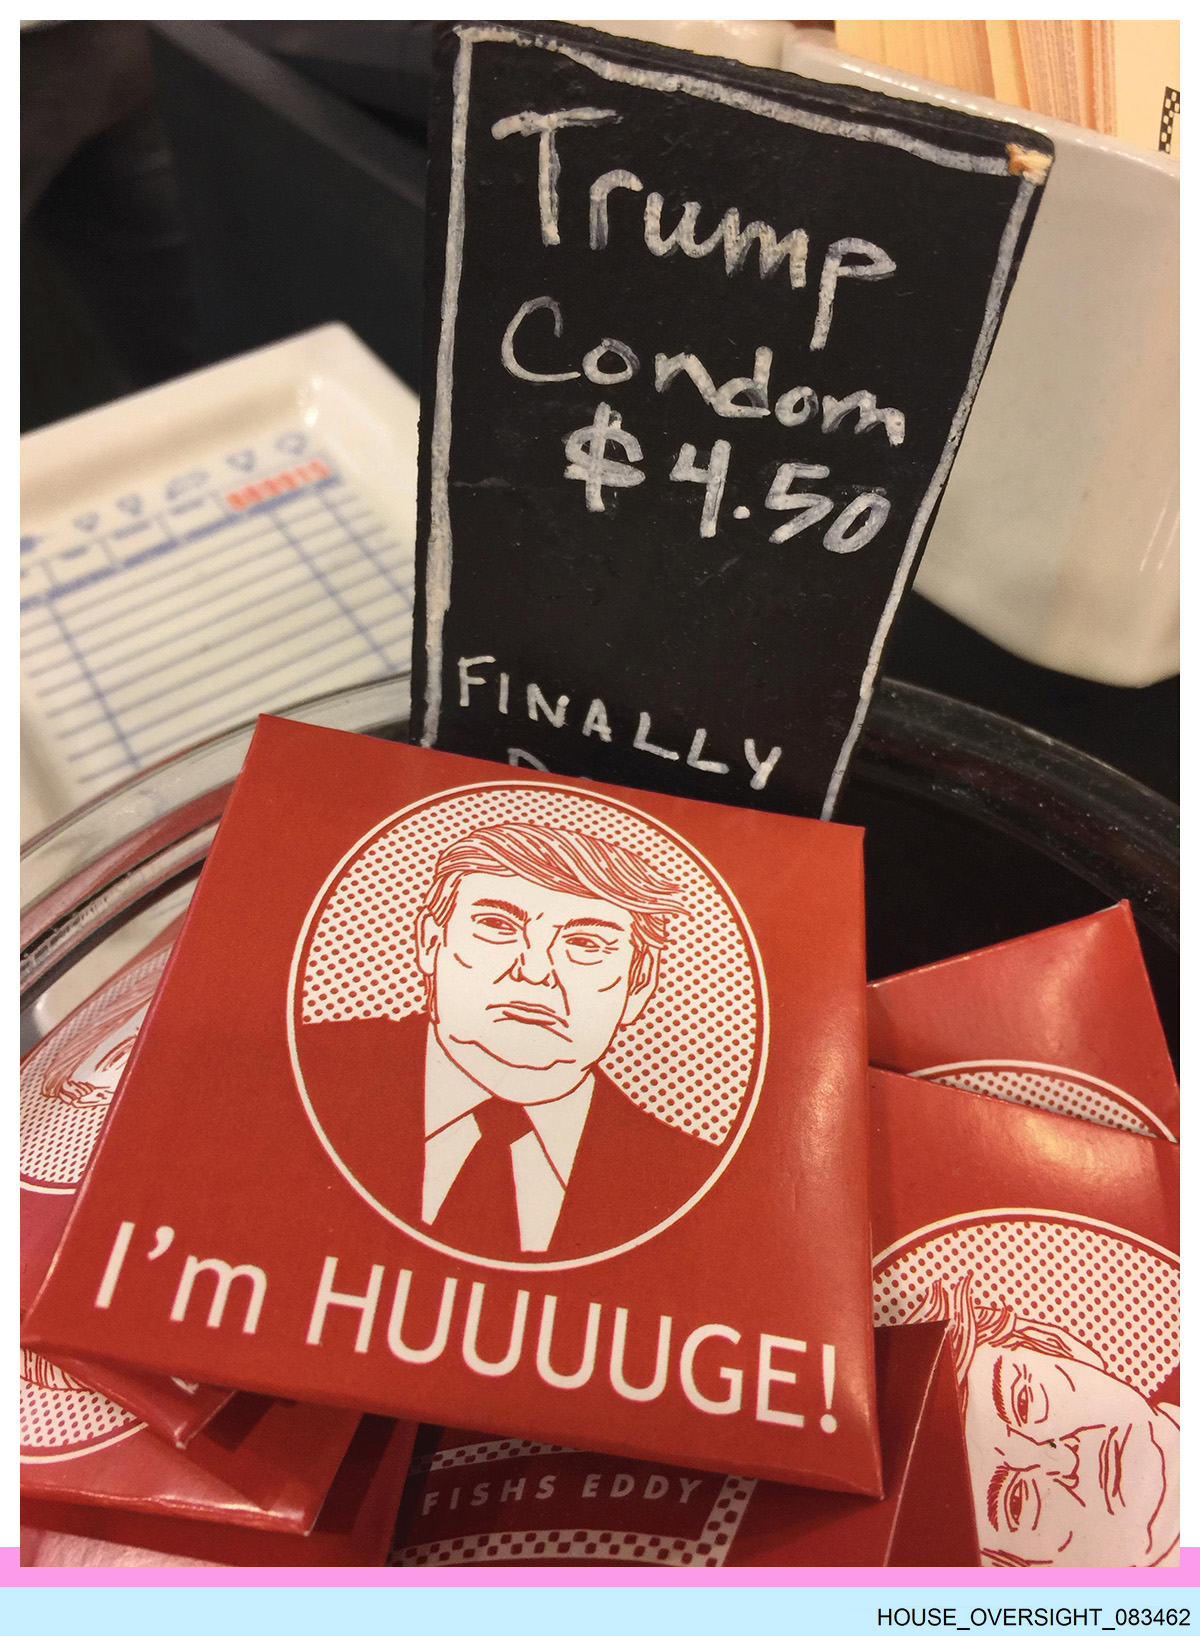 Trump
Condom
$4.50
FINALLY
I'm HUUUUGE!
FISHS EDDY
HOUSE_OVERSIGHT_083462